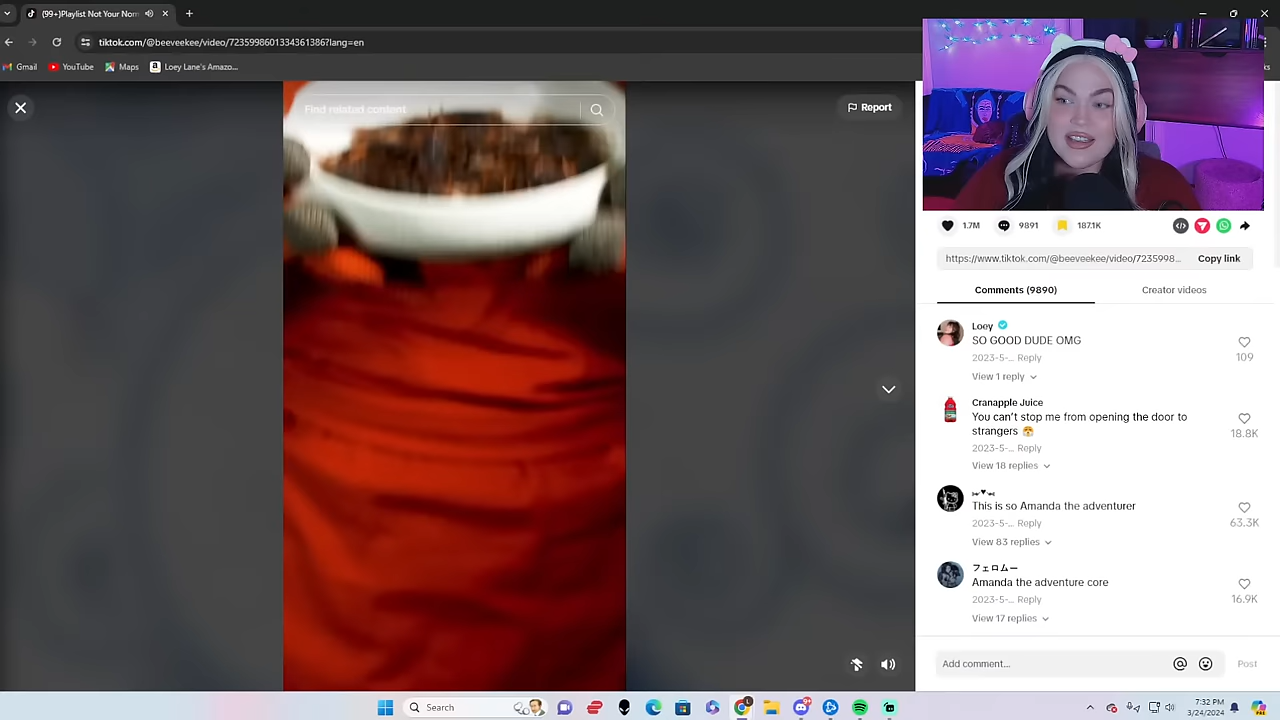 (99+)Playlist Not Your Norm
tiktok.com/@beeveekee/video/7235998134334361386?lang=en
Gmail
YouTube
Maps
Loey Lane's Amazo...
Find related content
Report
1.7M
9891
187.1K
https://www.tiktok.com/@beeveekee/video/7235998...
Copy link
Comments (9890)
Creator videos
Loey
SO GOOD DUDE OMG
109
2023-5-... Reply
View 1 reply
Cranapple Juice
You can't stop me from opening the door to
strangers
18.8K
2023-5-... Reply
View 18 replies
This is so Amanda the adventurer
63.3K
2023-5-... Reply
View 83 replies
フェロムー
Amanda the adventure core
16.9K
2023-5-... Reply
View 17 replies
Add comment...
Post
Search
7:32 PM
3/24/2024